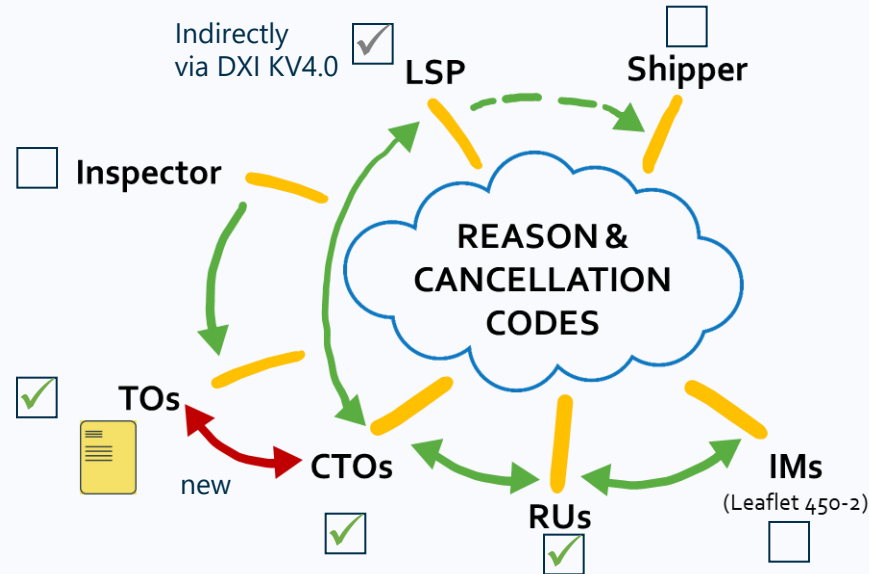 Indirectly
via DXI KV4.0
LSP
Shipper
Inspector
REASON &
CANCELLATION
CODES
TOs
new
CTOs
RUs
IMs
(Leaflet 450-2)